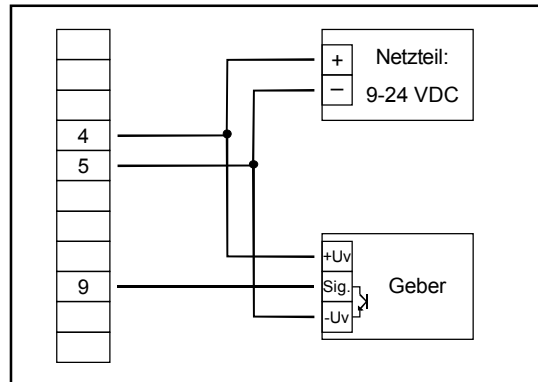 +
Netzteil:
–
9-24 VDC
4
5
+Uv
9
Sig.
Geber
-Uv